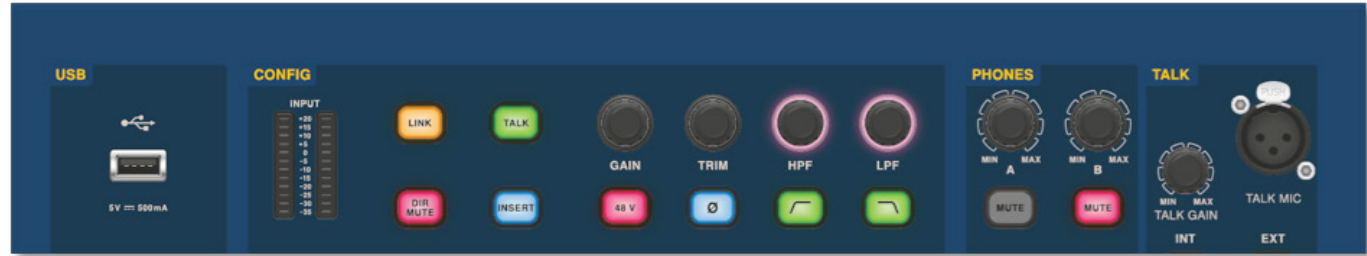 USB
5V ⎓ 500mA
CONFIG
INPUT
+20
+15
+10
+5
0
-5
-10
-15
-20
-25
-30
-35
LINK
TALK
DIR
MUTE
INSERT
GAIN
TRIM
HPF
LPF
48 V
Ø
PHONES
MIN MAX
A
MIN MAX
B
MUTE
MUTE
TALK
PUSH
MIN MAX
TALK GAIN
TALK MIC
INT
EXT